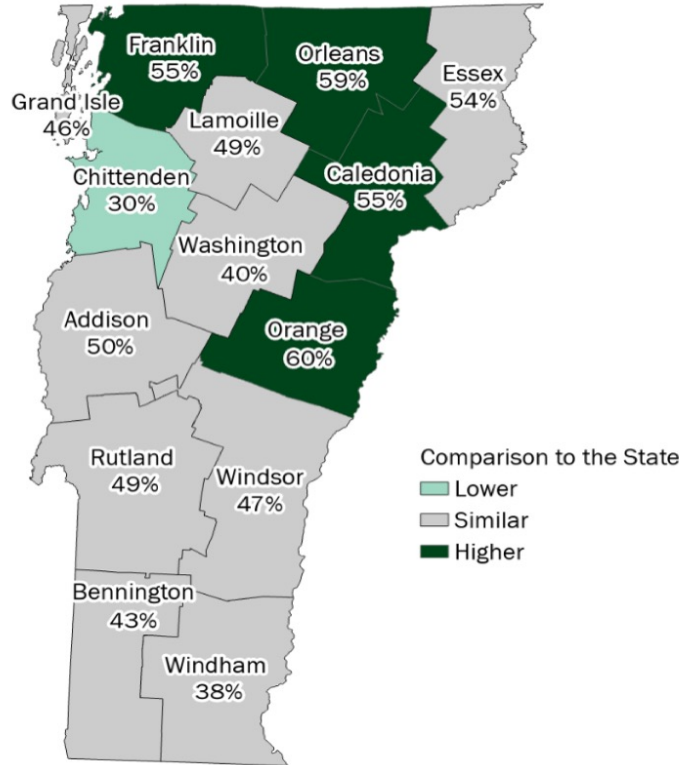 Franklin
55%
Orleans
59%
Essex
54%
Grand Isle
46%
Lamoille
49%
Chittenden
30%
Caledonia
55%
Washington
40%
Addison
50%
Orange
60%
Rutland
49%
Windsor
47%
Comparison to the State
Lower
Similar
Higher
Bennington
43%
Windham
38%